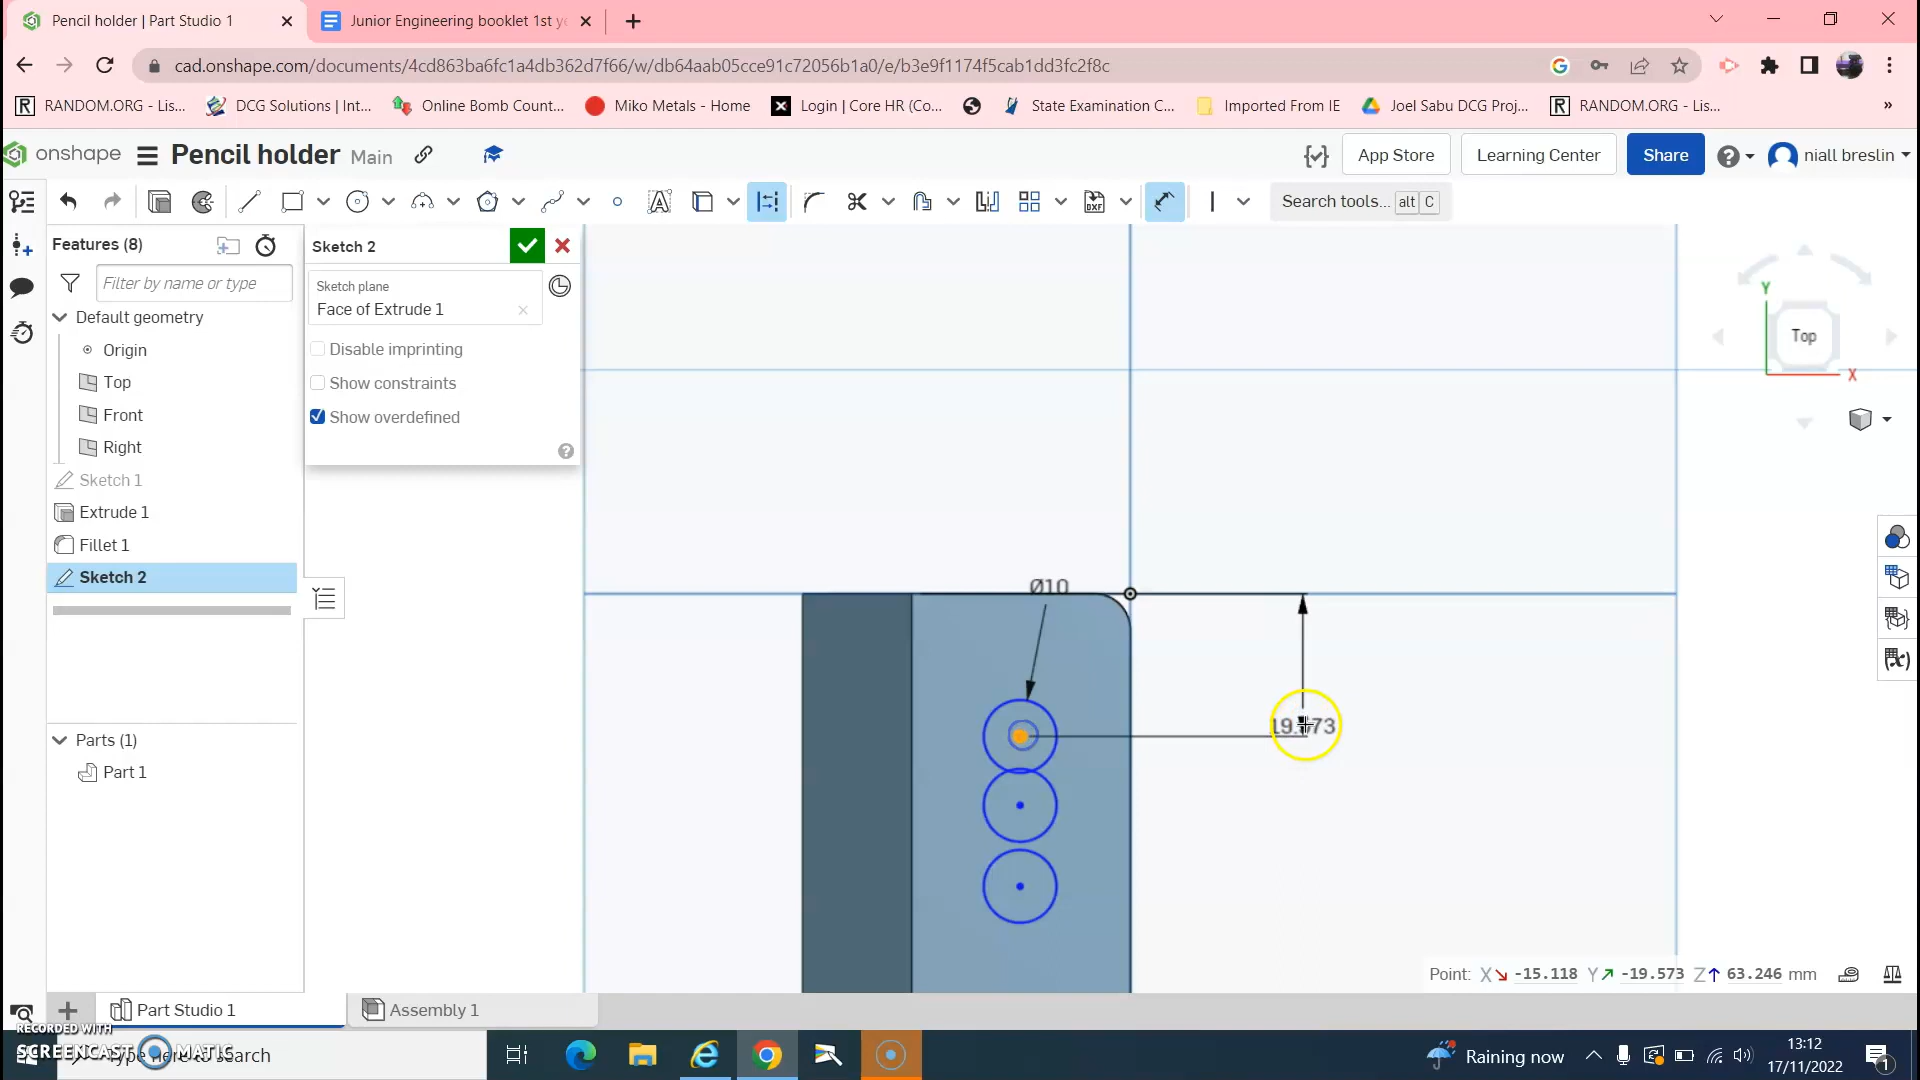 Pencil holder | Part Studio 1
Junior Engineering booklet 1st ye
cad.onshape.com/documents/4cd863ba6fc1a4db362d7f66/w/db64aab05cce91c72056b1a0/e/b3e9f1174f5cab1dd3fc2f8c
RANDOM.ORG - Lis...
DCG Solutions | Int...
Online Bomb Count...
Miko Metals - Home
Login | Core HR (Co...
State Examination C...
Imported From IE
Joel Sabu DCG Proj...
RANDOM.ORG - Lis...
»
onshape
Pencil holder Main
App Store
Learning Center
Share
niall breslin
Search tools... alt C
Features (8)
Filter by name or type
Default geometry
Origin
Top
Front
Right
Sketch 1
Extrude 1
Fillet 1
Sketch 2
Parts (1)
Part 1
Sketch 2
Sketch plane
Face of Extrude 1
Disable imprinting
Show constraints
Show overdefined
Ø10
Y
Top
X
Point: X -15.118 Y -19.573 Z 63.246 mm
Part Studio 1
Assembly 1
RECORDED WITH
SCREENCAST MATIC
Type here to search
Raining now
13:12
17/11/2022
1